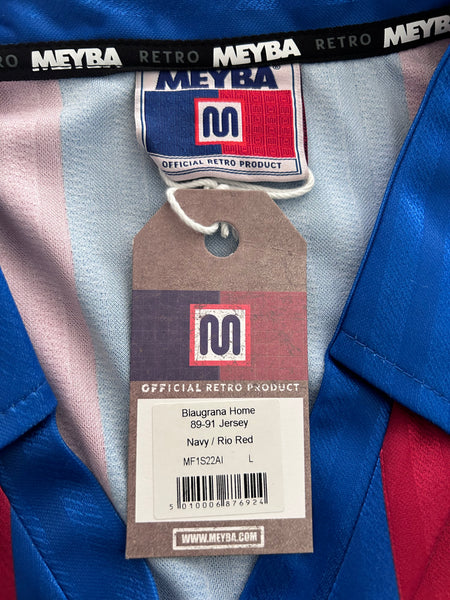 RETRO MEYBA RETRO MEYBA RETRO MEYBA
MEYBA®
M
OFFICIAL RETRO PRODUCT
M
OFFICIAL RETRO PRODUCT
Blaugrana Home
89-91 Jersey
Navy / Rio Red
MF1S22AI L
5 010006 876924
WWW.MEYBA.COM